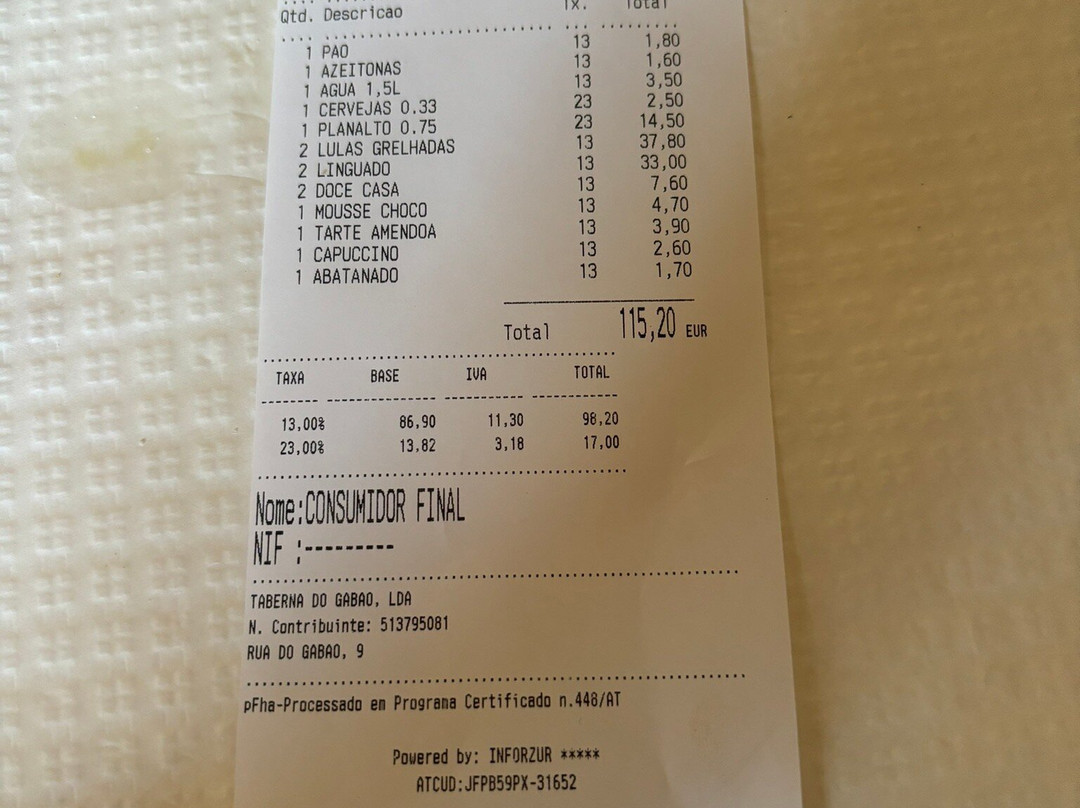 Qtd. Descricao Tx. Total
1 PAO 13 1,80
1 AZEITONAS 13 1,60
1 AGUA 1,5L 13 3,50
1 CERVEJAS 0.33 23 2,50
1 PLANALTO 0.75 23 14,50
2 LULAS GRELHADAS 13 37,80
2 LINGUADO 13 33,00
2 DOCE CASA 13 7,60
1 MOUSSE CHOCO 13 4,70
1 TARTE AMENDOA 13 3,90
1 CAPUCCINO 13 2,60
1 ABATANADO 13 1,70
Total 115,20 EUR
TAXA BASE IVA TOTAL
13,00% 86,90 11,30 98,20
23,00% 13,82 3,18 17,00
Nome:CONSUMIDOR FINAL
NIF :---------
TABERNA DO GABAO, LDA
N. Contribuinte: 513795081
RUA DO GABAO, 9
pFha-Processado em Programa Certificado n.448/AT
Powered by: INFORZUR *****
ATCUD:JFPB59PX-31652